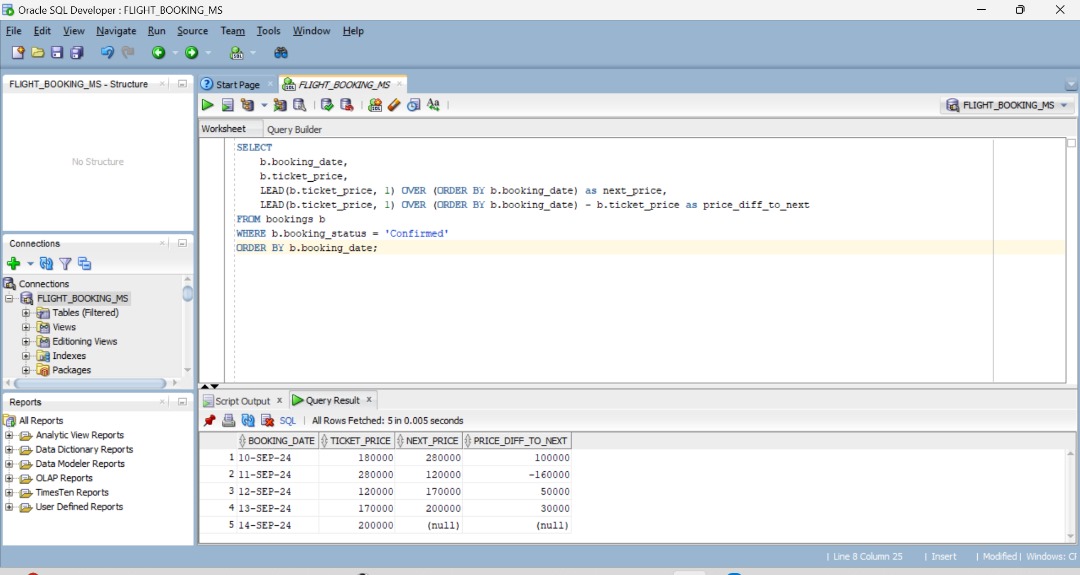 Oracle SQL Developer : FLIGHT_BOOKING_MS
File Edit View Navigate Run Source Team Tools Window Help
FLIGHT_BOOKING_MS - Structure
No Structure
Connections
Connections
FLIGHT_BOOKING_MS
Tables (Filtered)
Views
Editioning Views
Indexes
Packages
Reports
All Reports
Analytic View Reports
Data Dictionary Reports
Data Modeler Reports
OLAP Reports
TimesTen Reports
User Defined Reports
Start Page FLIGHT_BOOKING_MS
FLIGHT_BOOKING_MS
Worksheet Query Builder
SELECT
b.booking_date,
b.ticket_price,
LEAD(b.ticket_price, 1) OVER (ORDER BY b.booking_date) as next_price,
LEAD(b.ticket_price, 1) OVER (ORDER BY b.booking_date) - b.ticket_price as price_diff_to_next
FROM bookings b
WHERE b.booking_status = 'Confirmed'
ORDER BY b.booking_date;
Script Output x Query Result x
SQL | All Rows Fetched: 5 in 0.005 seconds
BOOKING_DATE TICKET_PRICE NEXT_PRICE PRICE_DIFF_TO_NEXT
1 10-SEP-24 180000 280000 100000
2 11-SEP-24 280000 120000 -160000
3 12-SEP-24 120000 170000 50000
4 13-SEP-24 170000 200000 30000
5 14-SEP-24 200000 (null) (null)
| Line 8 Column 25 | Insert | Modified | Windows: C